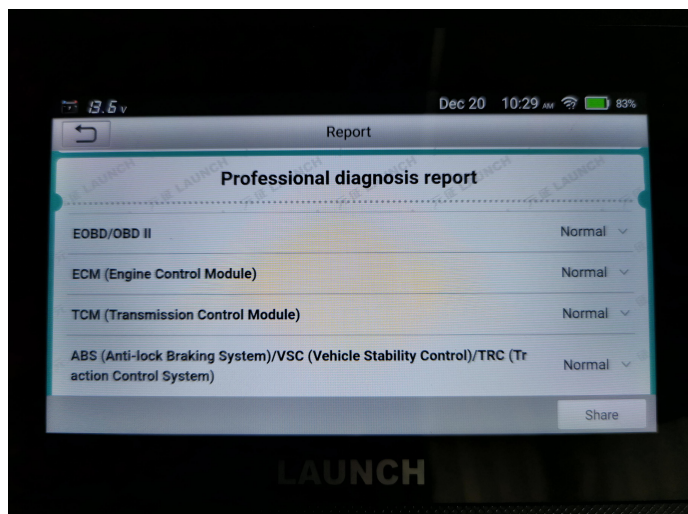 13.6 v
Dec 20 10:29 AM 83%
Report
Professional diagnosis report
EOBD/OBD II Normal
ECM (Engine Control Module) Normal
TCM (Transmission Control Module) Normal
ABS (Anti-lock Braking System)/VSC (Vehicle Stability Control)/TRC (Tr
action Control System) Normal
Share
LAUNCH